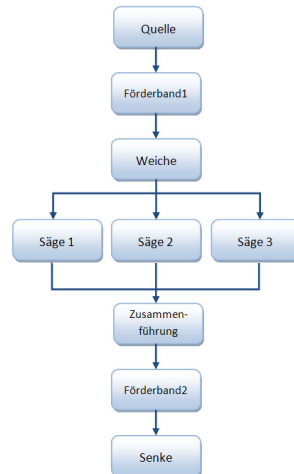 Quelle
Förderband1
Weiche
Säge 1
Säge 2
Säge 3
Zusammen-
führung
Förderband2
Senke